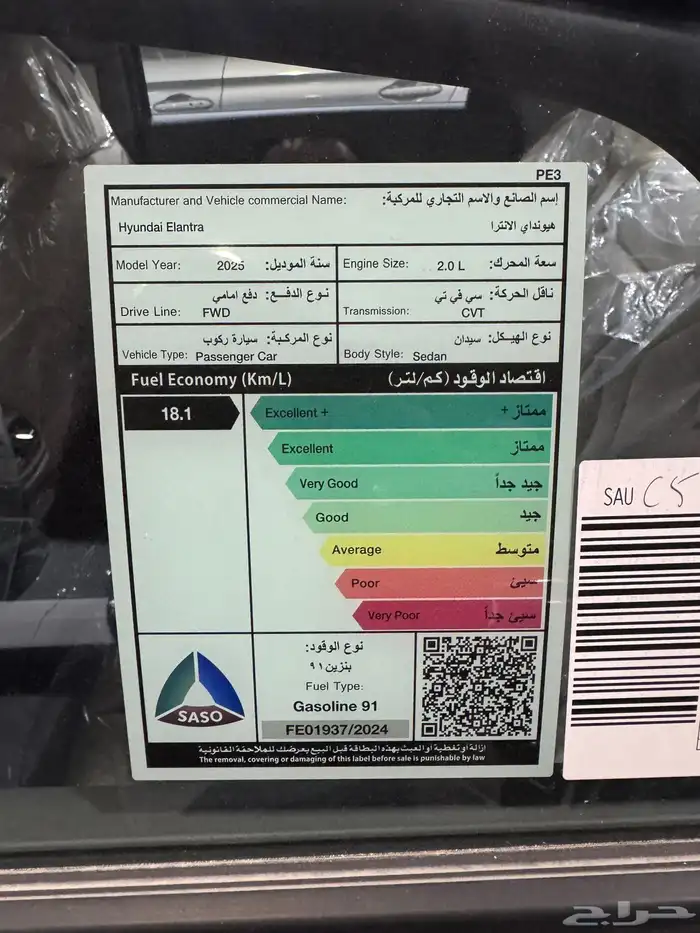 PE3
Manufacturer and Vehicle commercial Name: إسم الصانع والاسم التجاري للمركبة:
Hyundai Elantra هيونداي الانترا
Model Year: 2025 سنة الموديل:
Engine Size: 2.0 L سعة المحرك:
نوع الدفع: دفع امامي
Drive Line: FWD
ناقل الحركة: سي في تي
Transmission: CVT
نوع المركبة: سيارة ركوب
Vehicle Type: Passenger Car
نوع الهيكل: سيدان
Body Style: Sedan
Fuel Economy (Km/L) اقتصاد الوقود (كم/لتر)
18.1
Excellent + ممتاز +
Excellent ممتاز
Very Good جيد جداً
Good جيد
Average متوسط
Poor سيئ
Very Poor سيئ جداً
SASO
نوع الوقود:
بنزين ٩١
Fuel Type:
Gasoline 91
FE01937/2024
إزالة أو تغطية أو العبث بهذه البطاقة قبل البيع يعرضك للملاحقة القانونية
The removal, covering or damaging of this label before sale is punishable by law
SAU C5
حراج